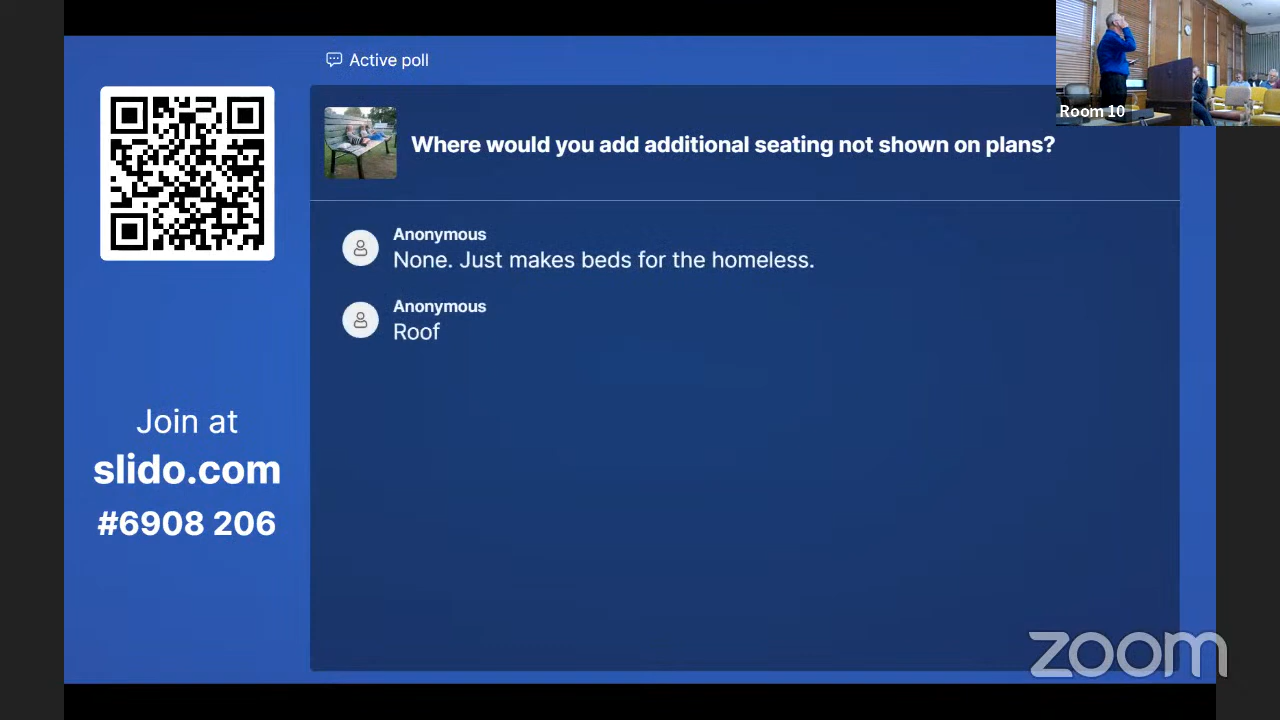 Active poll
Room 10
Where would you add additional seating not shown on plans?
Anonymous
None. Just makes beds for the homeless.
Anonymous
Roof
Join at
slido.com
#6908 206
zoom